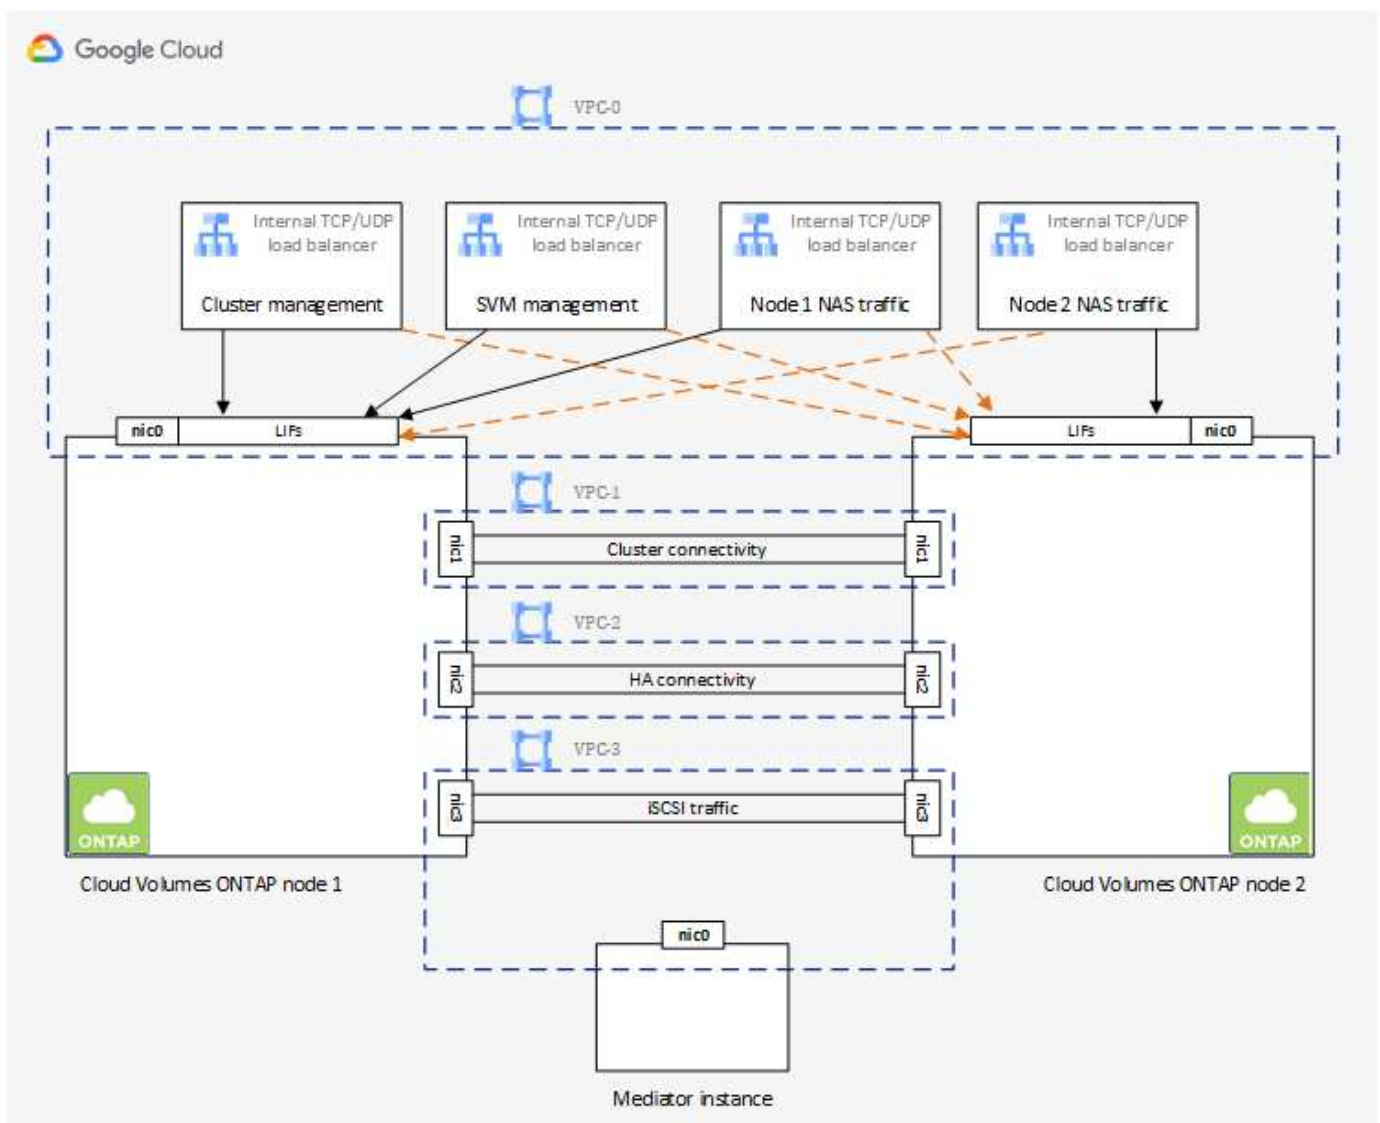 Google Cloud
VPC-0
Internal TCP/UDP
load balancer
Cluster management
Internal TCP/UDP
load balancer
SVM management
Internal TCP/UDP
load balancer
Node 1 NAS traffic
Internal TCP/UDP
load balancer
Node 2 NAS traffic
nic0
LIFs
LIFs
nic0
VPC-1
nic1
Cluster connectivity
nic1
VPC-2
nic2
HA connectivity
nic2
VPC-3
nic3
iSCSI traffic
nic3
ONTAP
ONTAP
Cloud Volumes ONTAP node 1
Cloud Volumes ONTAP node 2
nic0
Mediator instance